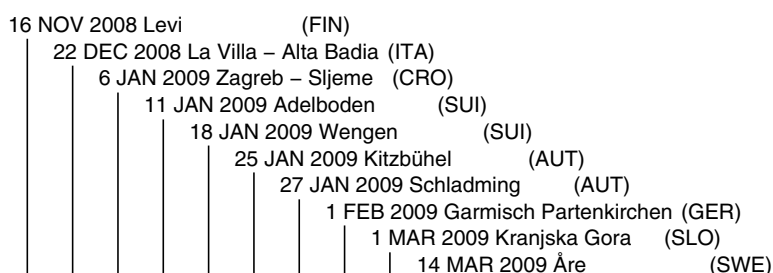 16 NOV 2008 Levi (FIN)
22 DEC 2008 La Villa – Alta Badia (ITA)
6 JAN 2009 Zagreb – Sljeme (CRO)
11 JAN 2009 Adelboden (SUI)
18 JAN 2009 Wengen (SUI)
25 JAN 2009 Kitzbühel (AUT)
27 JAN 2009 Schladming (AUT)
1 FEB 2009 Garmisch Partenkirchen (GER)
1 MAR 2009 Kranjska Gora (SLO)
14 MAR 2009 Åre (SWE)